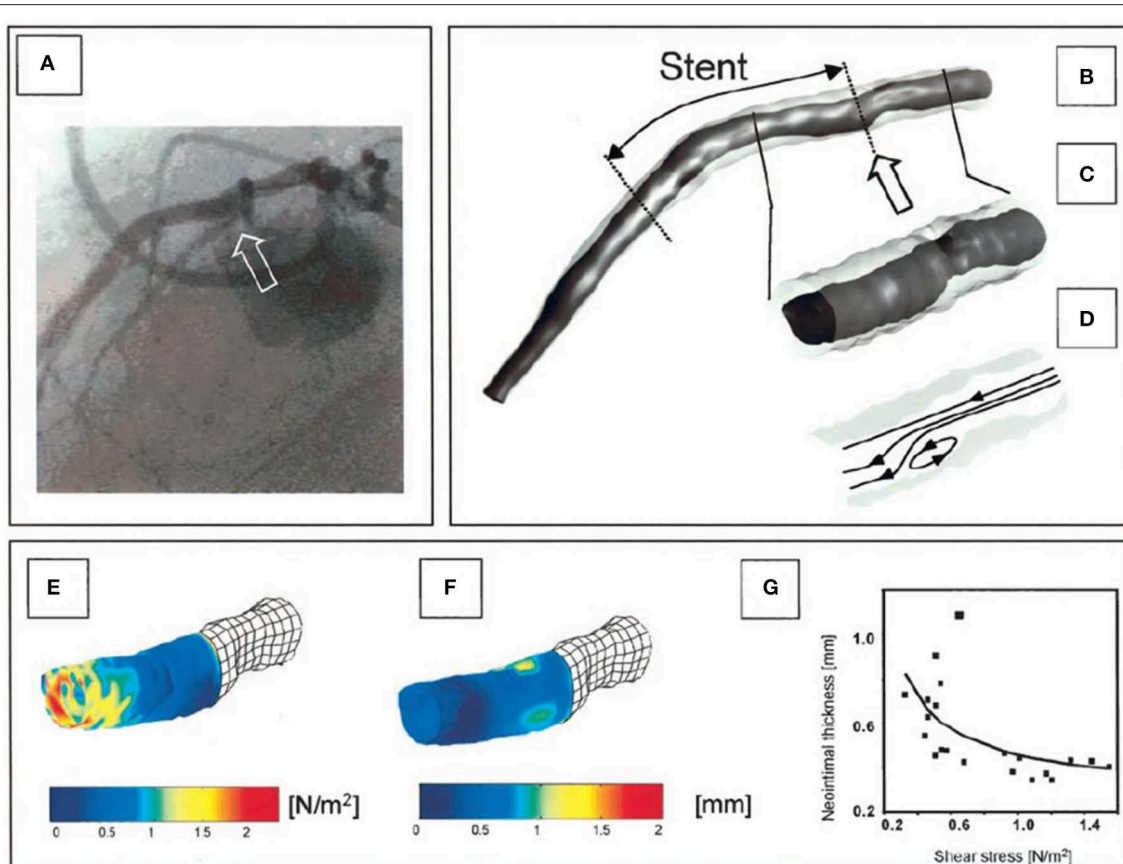 A
Stent
B
C
D
E
F
G
[N/m²]
0 0.5 1 1.5 2
[mm]
0 0.5 1 1.5 2
Neointimal thickness [mm]
1.0
0.6
0.2
0.2 0.6 1.0 1.4
Shear stress [N/m²]